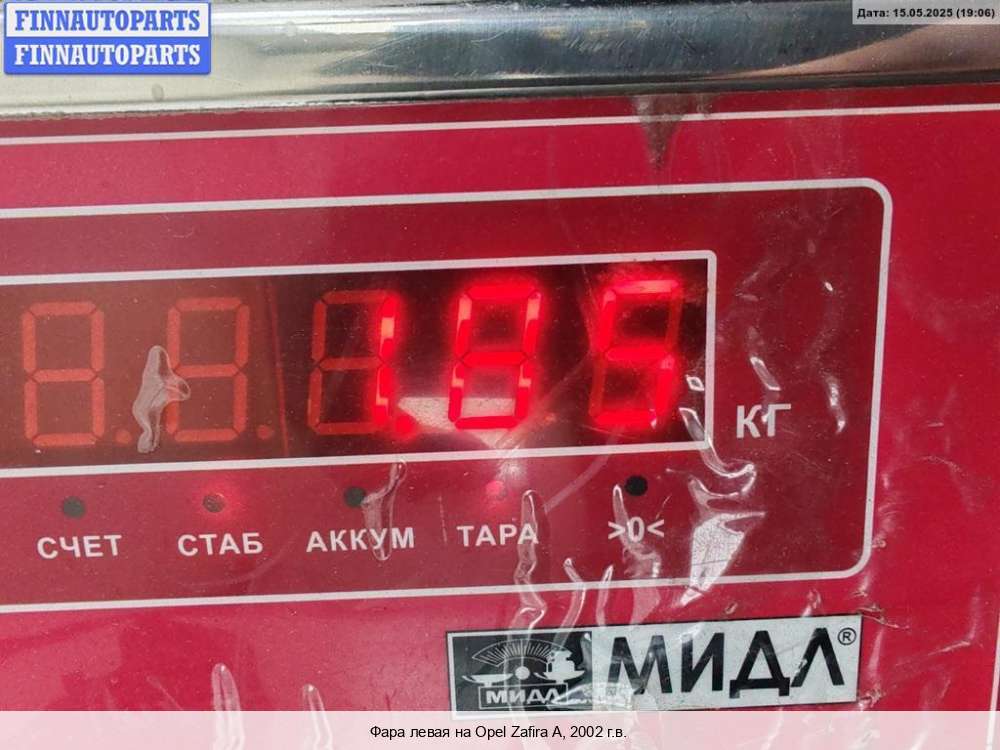 FINNAUTOPARTS
FINNAUTOPARTS
Дата: 15.05.2025 (19:06)
1.85
КГ
СЧЕТ СТАБ АККУМ ТАРА >0<
МИДЛ МИДЛ®
Фара левая на Opel Zafira A, 2002 г.в.